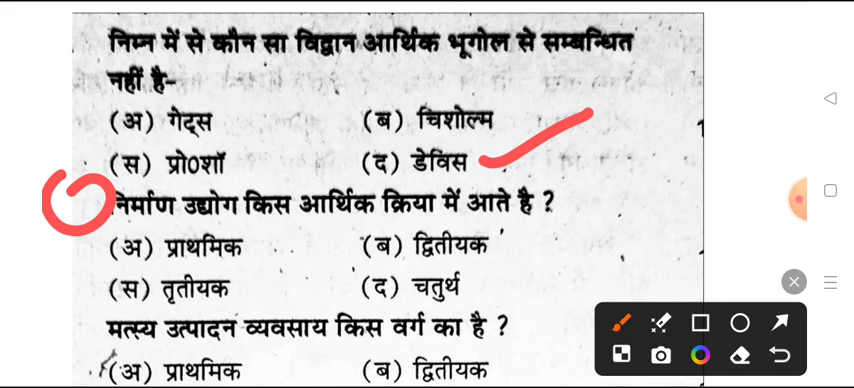 निम्न में से कौन सा विद्वान आर्थिक भूगोल से सम्बन्धित
नहीं है-
(अ) गेट्स (ब) चिशोल्म
(स) प्रो0शॉ (द) डेविस
निर्माण उद्योग किस आर्थिक क्रिया में आते है ?
(अ) प्राथमिक (ब) द्वितीयक
(स) तृतीयक (द) चतुर्थ
मत्स्य उत्पादन व्यवसाय किस वर्ग का है ?
(अ) प्राथमिक (ब) द्वितीयक